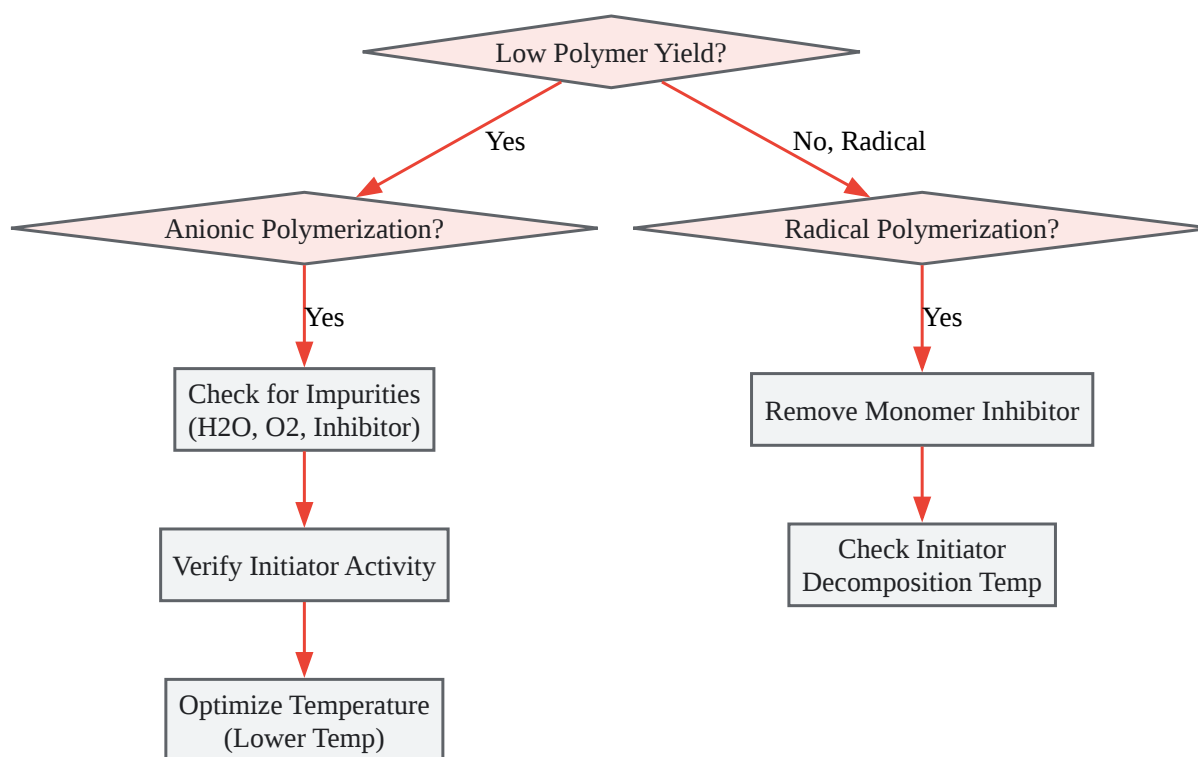 Low Polymer Yield?
Yes
No, Radical
Anionic Polymerization?
Radical Polymerization?
Yes
Yes
Check for Impurities
(H2O, O2, Inhibitor)
Remove Monomer Inhibitor
Verify Initiator Activity
Check Initiator
Decomposition Temp
Optimize Temperature
(Lower Temp)